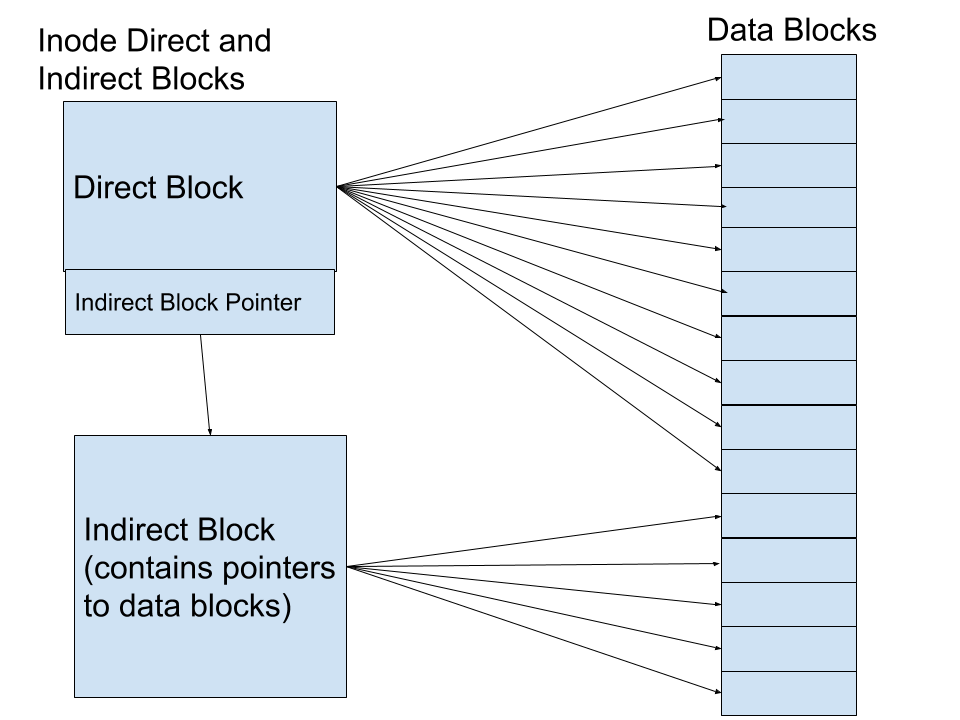 Inode Direct and
Indirect Blocks
Data Blocks
Direct Block
Indirect Block Pointer
Indirect Block
(contains pointers
to data blocks)